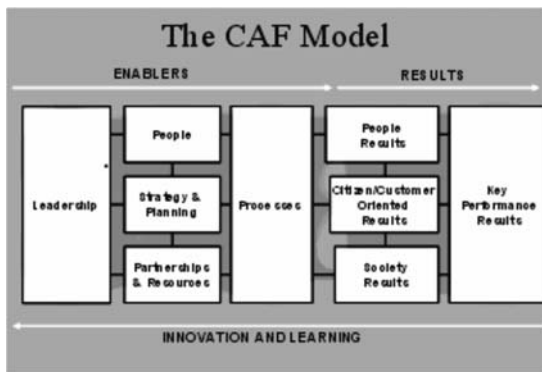 The CAF Model
ENABLERS
RESULTS
Leadership
People
Strategy &
Planning
Partnerships
& Resources
Processes
People
Results
Citizen/Customer
Oriented
Results
Society
Results
Key
Performance
Results
INNOVATION AND LEARNING